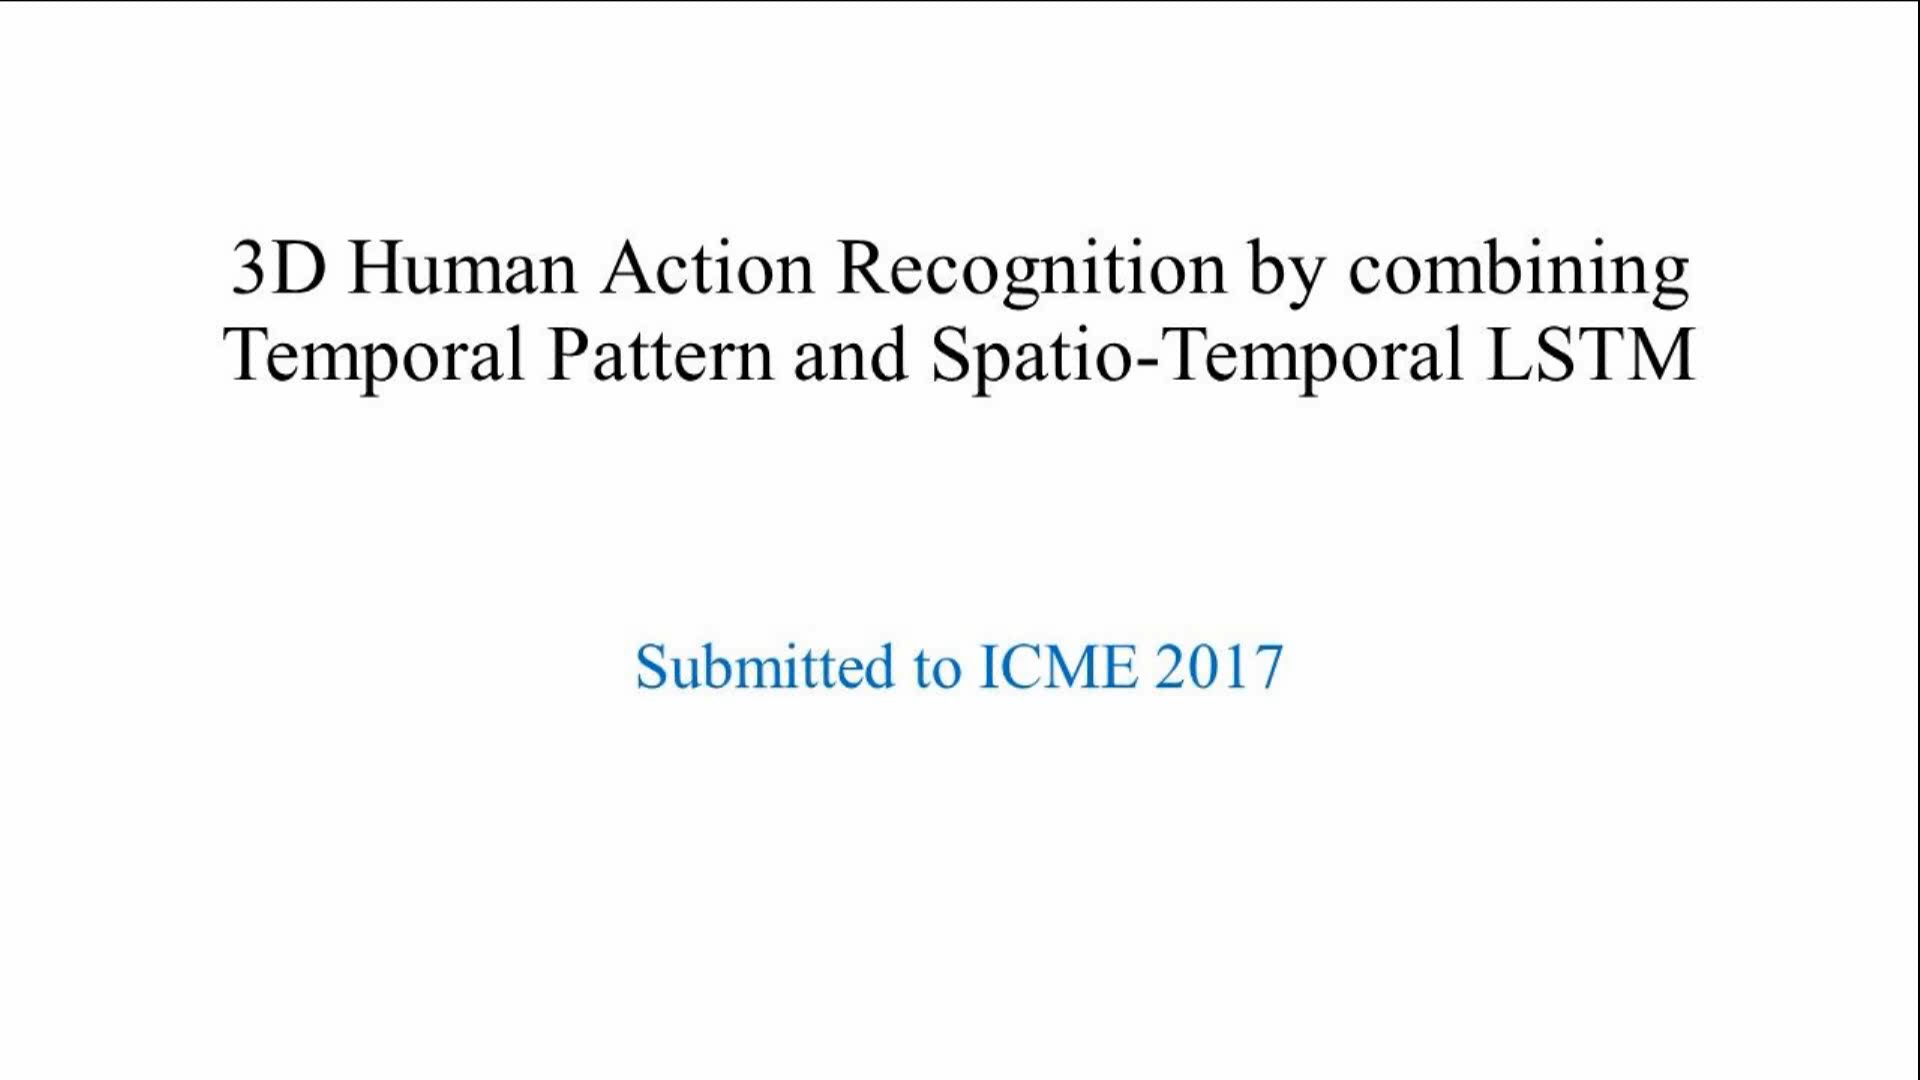 3D Human Action Recognition by combining
Temporal Pattern and Spatio-Temporal LSTM
Submitted to ICME 2017